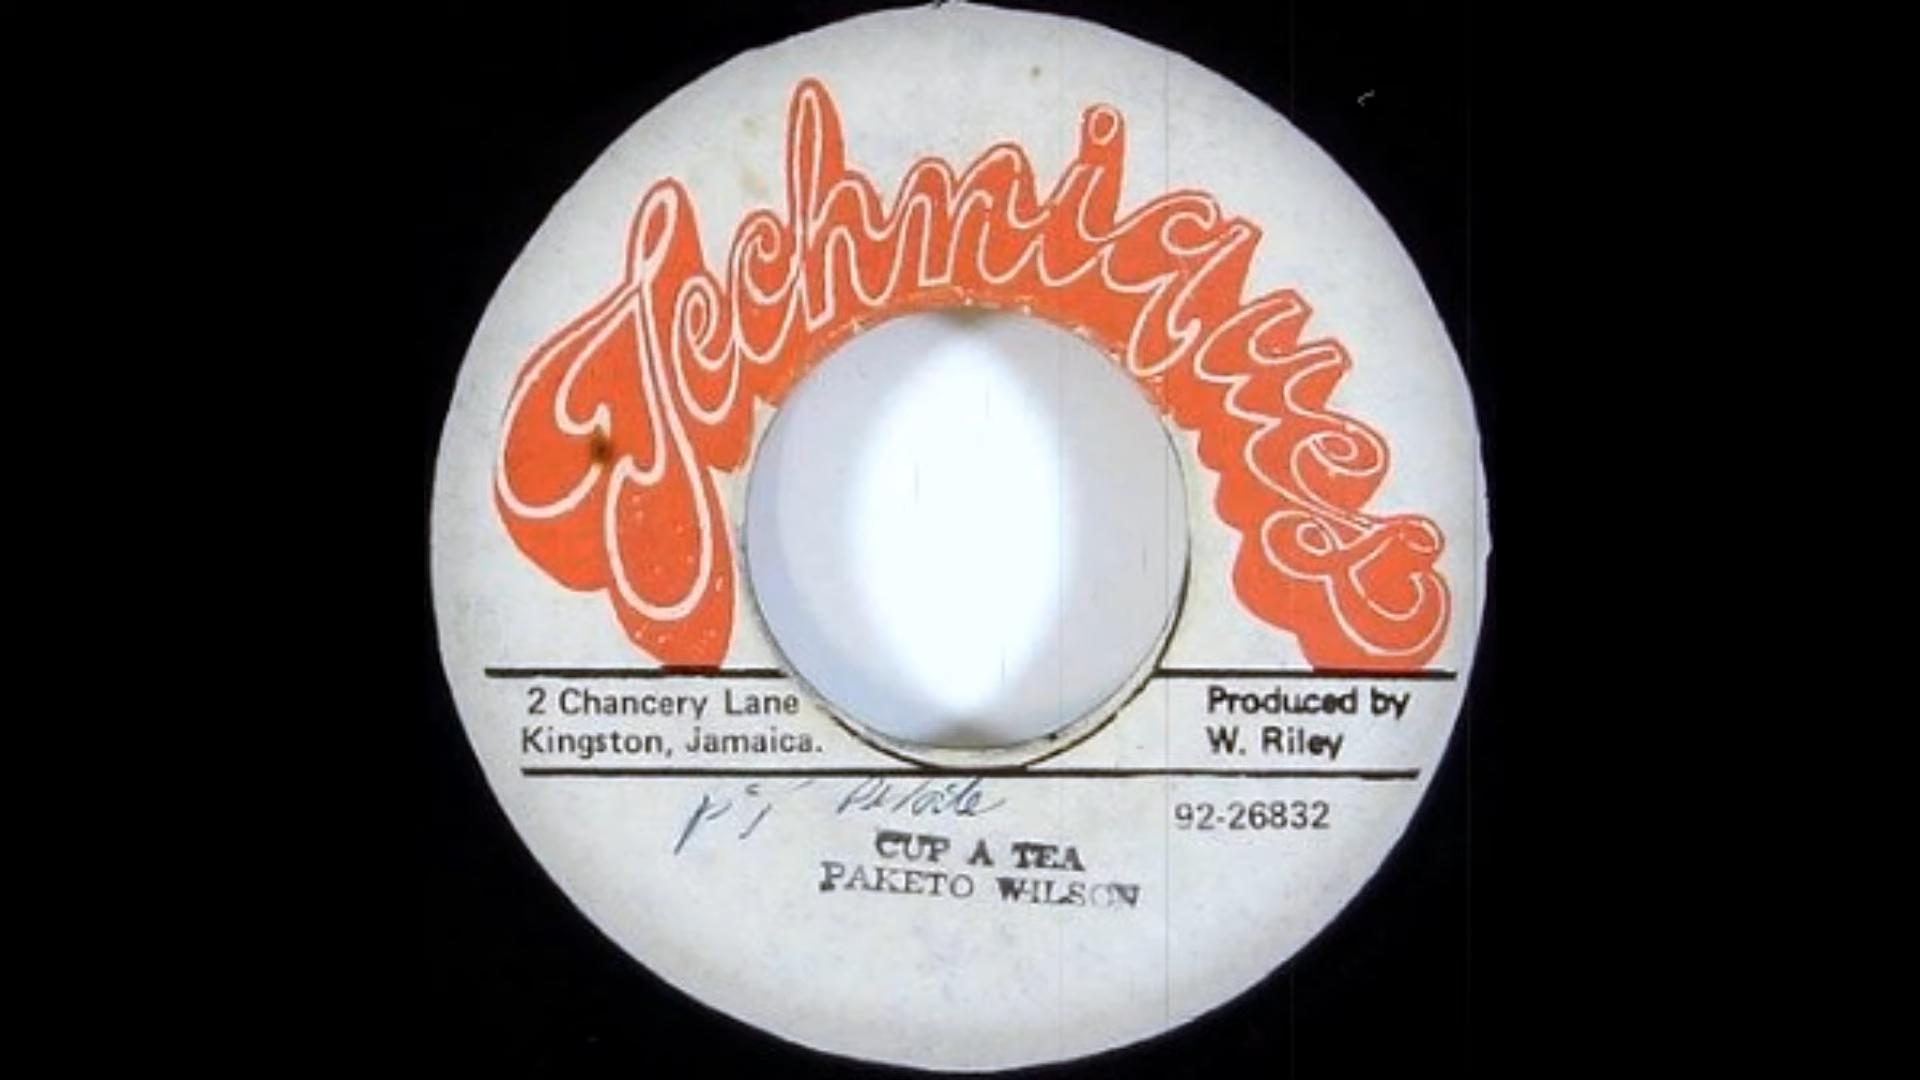 Techniques
2 Chancery Lane
Kingston, Jamaica.
Produced by
W. Riley
92-26832
CUP A TEA
PAKETO WILSON